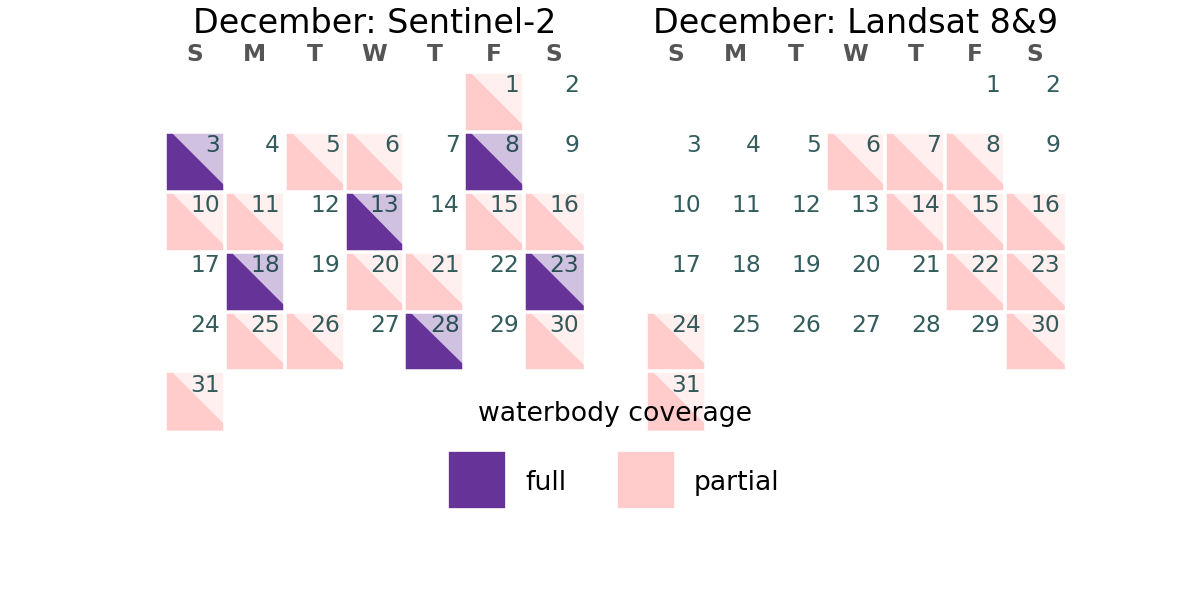 December: Sentinel-2
S M T W T F S
1 2
3 4 5 6 7 8 9
10 11 12 13 14 15 16
17 18 19 20 21 22 23
24 25 26 27 28 29 30
31
December: Landsat 8&9
S M T W T F S
1 2
3 4 5 6 7 8 9
10 11 12 13 14 15 16
17 18 19 20 21 22 23
24 25 26 27 28 29 30
31
waterbody coverage
full
partial